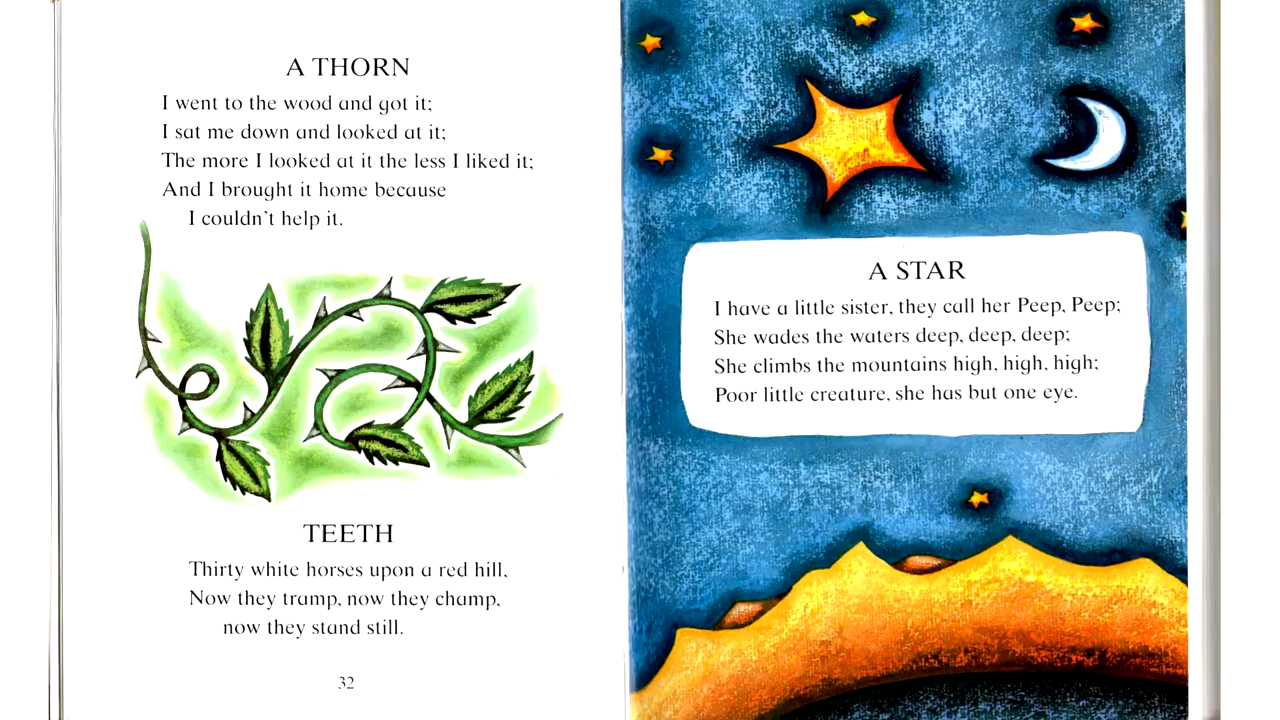 A THORN
I went to the wood and got it;
I sat me down and looked at it;
The more I looked at it the less I liked it;
And I brought it home because
I couldn't help it.
TEETH
Thirty white horses upon a red hill,
Now they tramp, now they champ,
now they stand still.
32
A STAR
I have a little sister, they call her Peep, Peep;
She wades the waters deep, deep, deep;
She climbs the mountains high, high, high;
Poor little creature, she has but one eye.